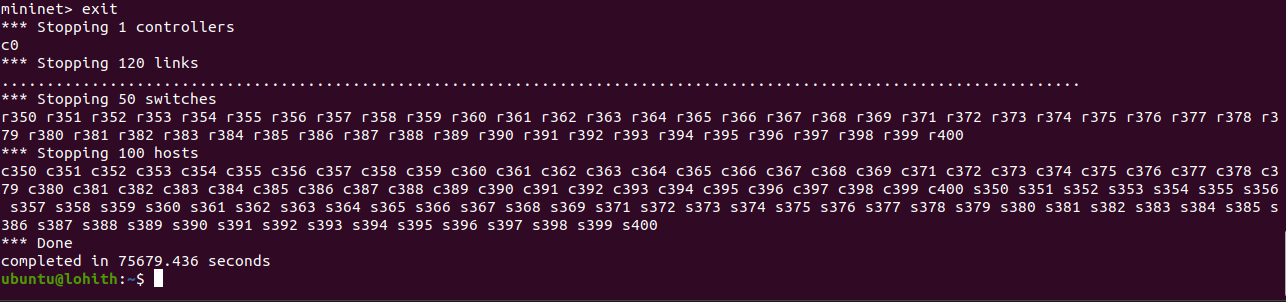 mininet> exit
*** Stopping 1 controllers
c0
*** Stopping 120 links
........................................................................................................................
*** Stopping 50 switches
r350 r351 r352 r353 r354 r355 r356 r357 r358 r359 r360 r361 r362 r363 r364 r365 r366 r367 r368 r369 r371 r372 r373 r374 r375 r376 r377 r378 r3
79 r380 r381 r382 r383 r384 r385 r386 r387 r388 r389 r390 r391 r392 r393 r394 r395 r396 r397 r398 r399 r400
*** Stopping 100 hosts
c350 c351 c352 c353 c354 c355 c356 c357 c358 c359 c360 c361 c362 c363 c364 c365 c366 c367 c368 c369 c371 c372 c373 c374 c375 c376 c377 c378 c3
79 c380 c381 c382 c383 c384 c385 c386 c387 c388 c389 c390 c391 c392 c393 c394 c395 c396 c397 c398 c399 c400 s350 s351 s352 s353 s354 s355 s356
 s357 s358 s359 s360 s361 s362 s363 s364 s365 s366 s367 s368 s369 s371 s372 s373 s374 s375 s376 s377 s378 s379 s380 s381 s382 s383 s384 s385 s
386 s387 s388 s389 s390 s391 s392 s393 s394 s395 s396 s397 s398 s399 s400
*** Done
completed in 75679.436 seconds
ubuntu@lohith:~$